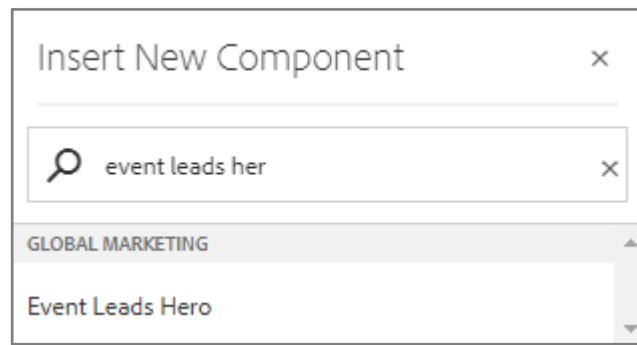 Insert New Component
event leads her
GLOBAL MARKETING
Event Leads Hero